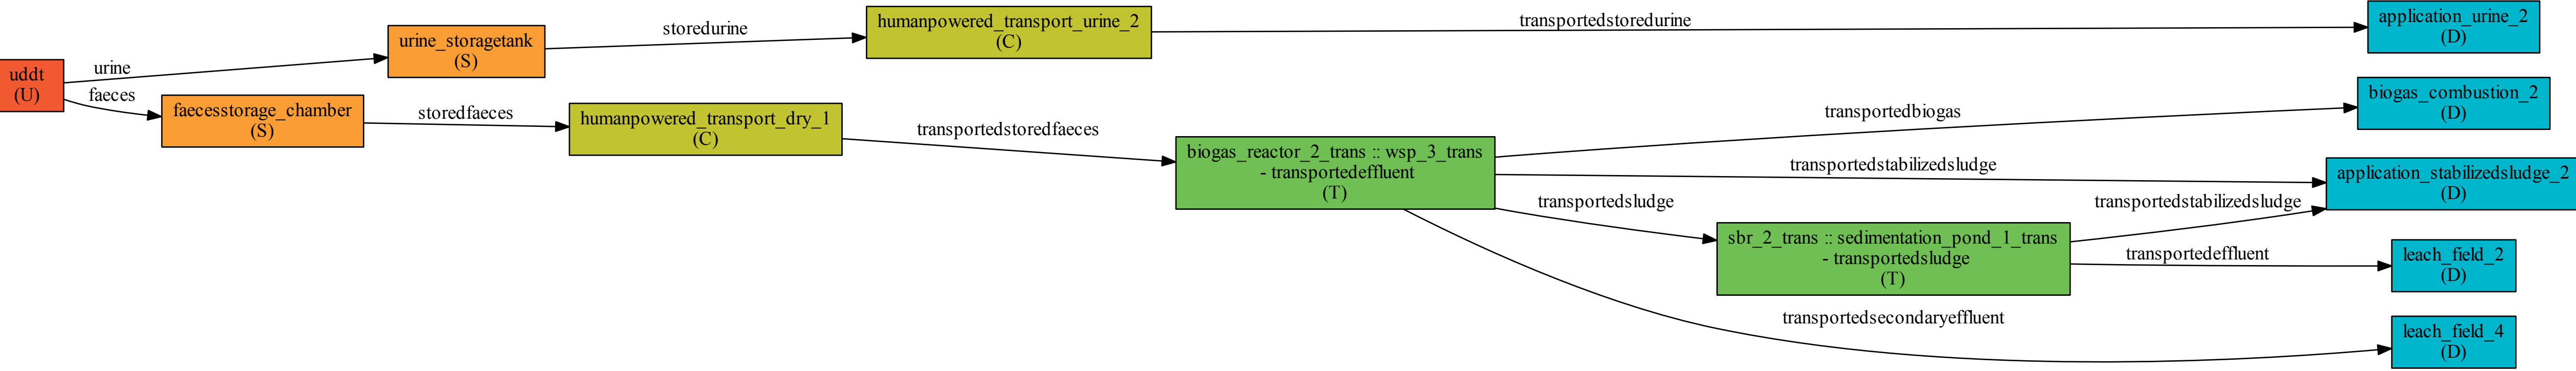 uddt
(U)
urine
faeces
urine_storagetank
(S)
faecesstorage_chamber
(S)
storedurine
storedfaeces
humanpowered_transport_urine_2
(C)
humanpowered_transport_dry_1
(C)
transportedstoredurine
transportedstoredfaeces
biogas_reactor_2_trans :: wsp_3_trans
- transportedeffluent
(T)
transportedbiogas
transportedstabilizedsludge
transportedsludge
transportedsecondaryeffluent
sbr_2_trans :: sedimentation_pond_1_trans
- transportedsludge
(T)
transportedstabilizedsludge
transportedeffluent
application_urine_2
(D)
biogas_combustion_2
(D)
application_stabilizedsludge_2
(D)
leach_field_2
(D)
leach_field_4
(D)